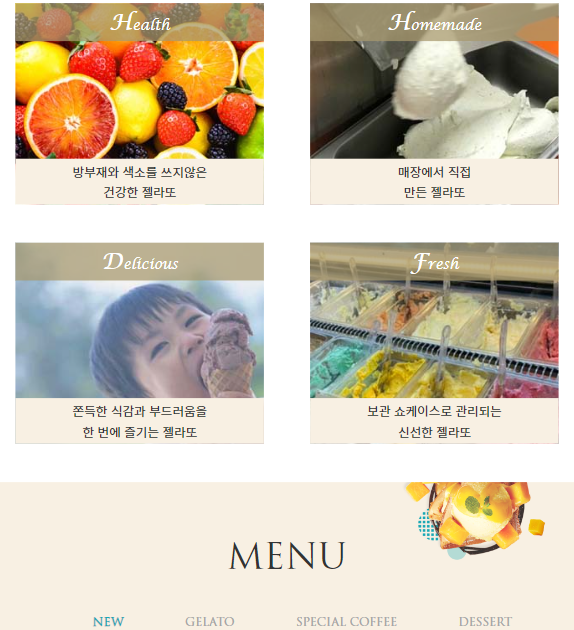 Health
방부재와 색소를 쓰지않은
건강한 젤라또
Homemade
매장에서 직접
만든 젤라또
Delicious
쫀득한 식감과 부드러움을
한 번에 즐기는 젤라또
Fresh
보관 쇼케이스로 관리되는
신선한 젤라또
MENU
NEW GELATO SPECIAL COFFEE DESSERT